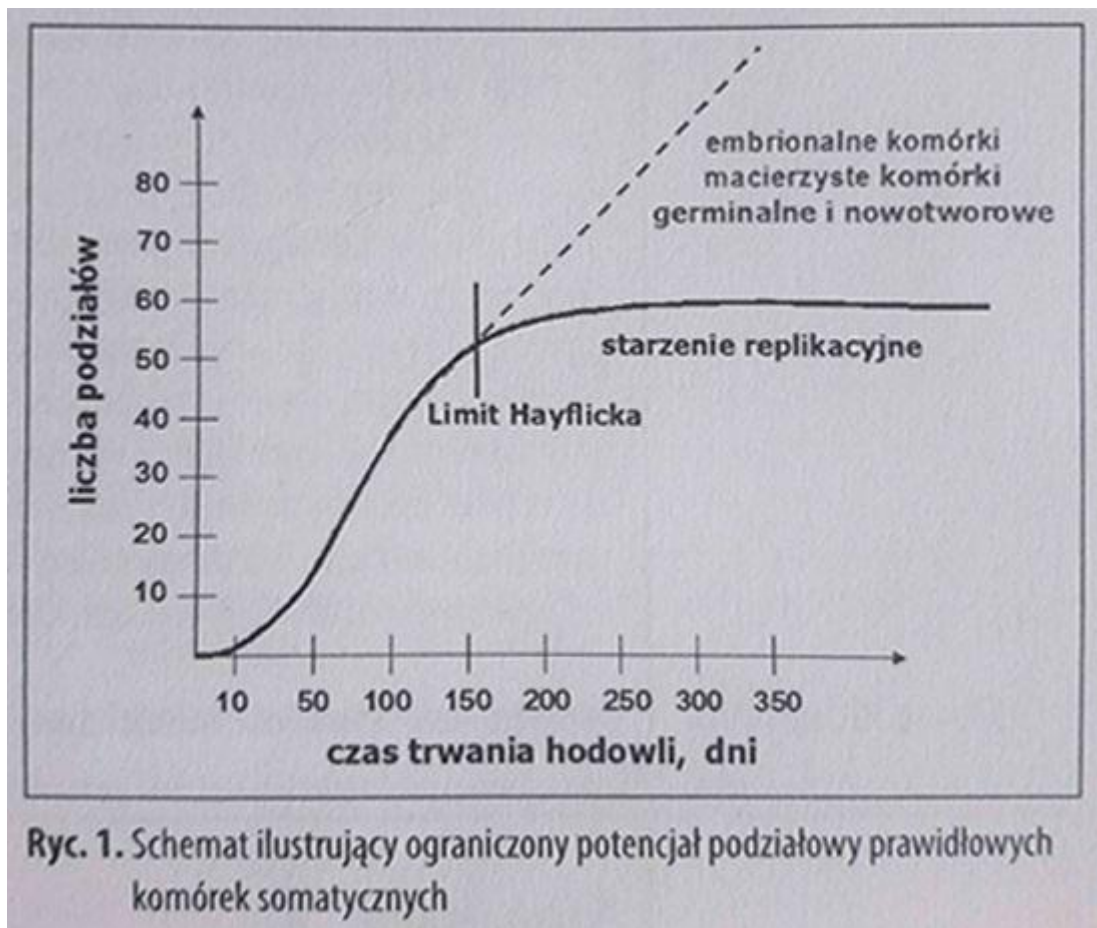 80
70
60
50
40
30
20
10
liczba podziałów
embrionalne komórki
macierzyste komórki
germinalne i nowotworowe
starzenie replikacyjne
Limit Hayflicka
10 50 100 150 200 250 300 350
czas trwania hodowli, dni
Ryc. 1. Schemat ilustrujący ograniczony potencjał podziałowy prawidłowych
komórek somatycznych